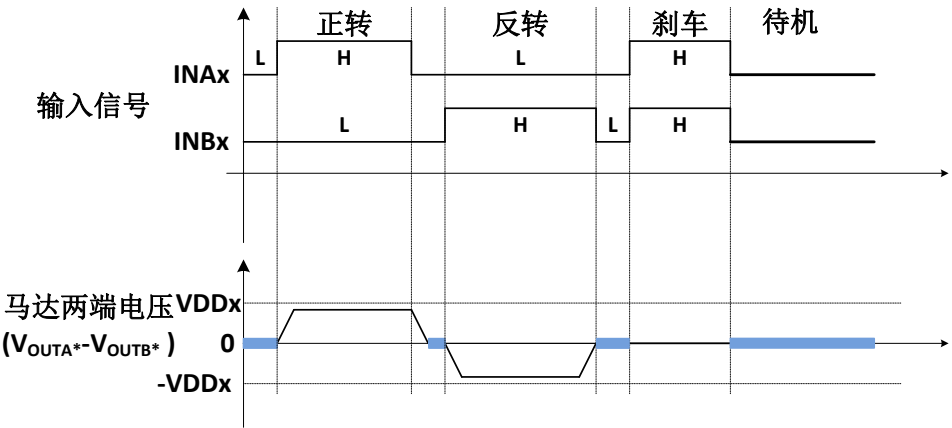 正转 反转 刹车 待机
L H L H
INAx
输入信号
L H L H
INBx
马达两端电压 VDDx
(VOUTA*-VOUTB* ) 0
-VDDx